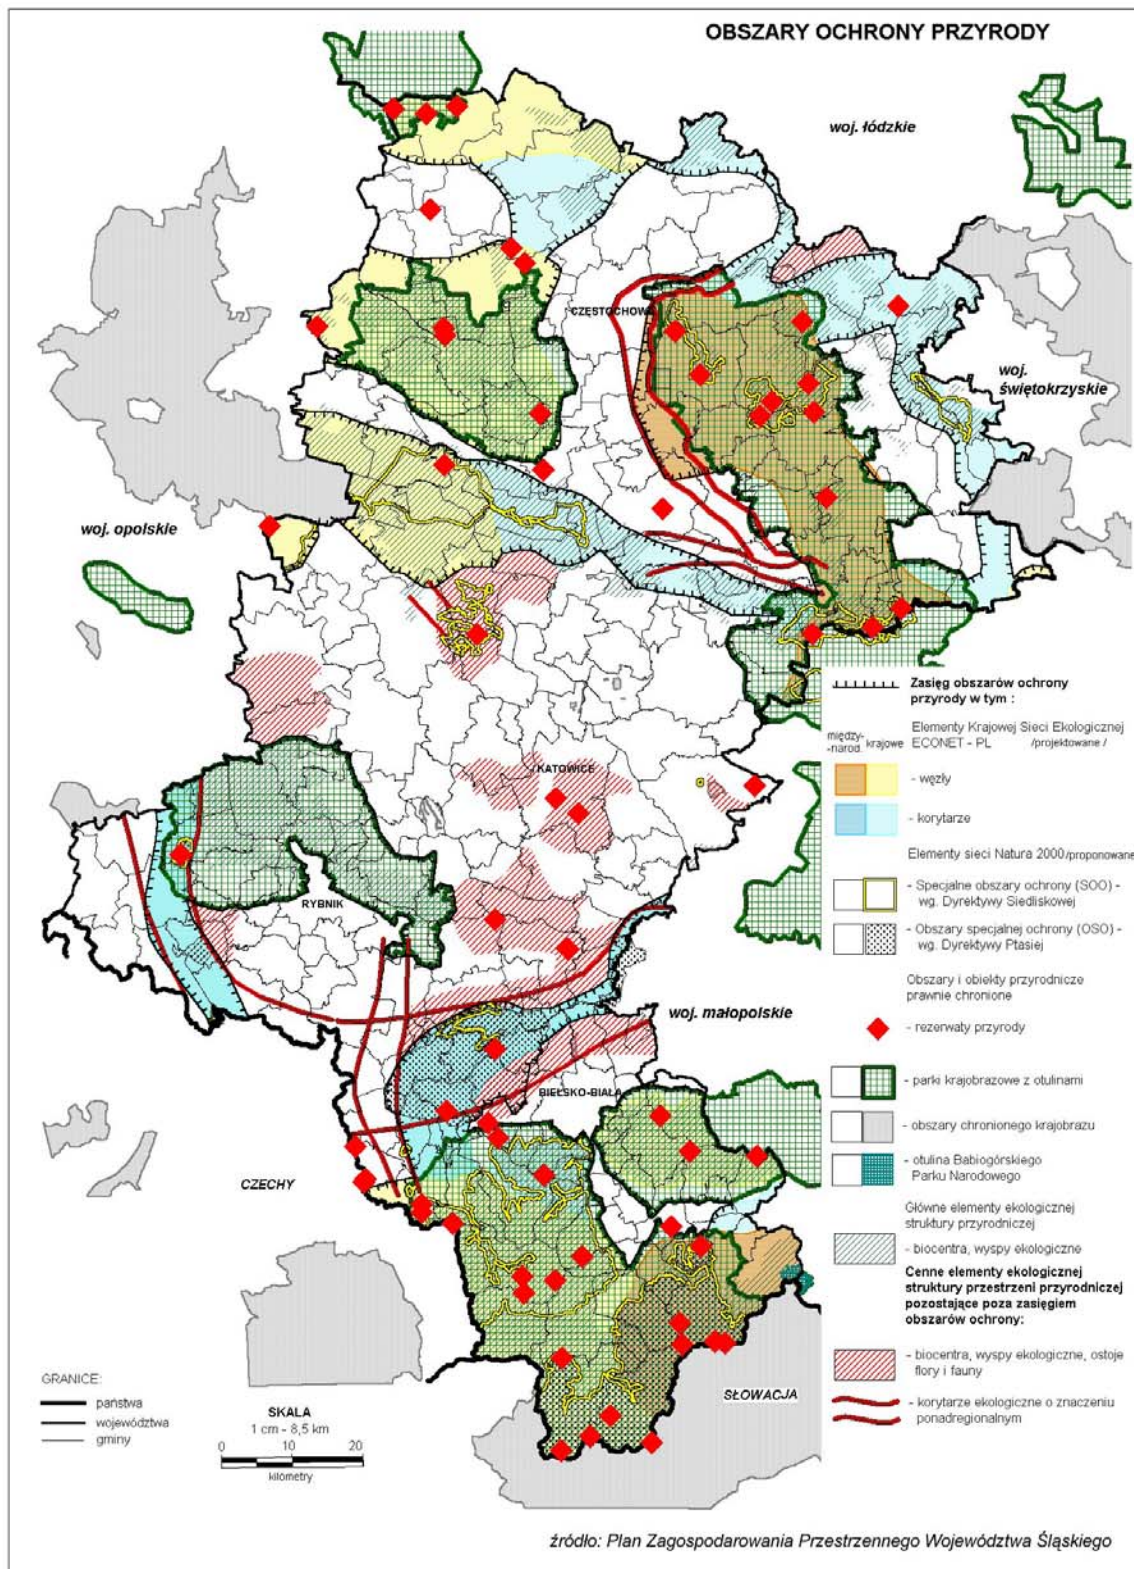 OBSZARY OCHRONY PRZYRODY
woj. łódzkie
CZĘSTOCHOWA
woj.
świętokrzyskie
woj. opolskie
Zasięg obszarów ochrony
przyrody w tym :
między-
-narod.
krajowe
Elementy Krajowej Sieci Ekologicznej
ECONET - PL /projektowane /
- węzły
- korytarze
KATOWICE
Elementy sieci Natura 2000 /proponowane
- Specjalne obszary ochrony (SOO) -
wg. Dyrektywy Siedliskowej
RYBNIK
- Obszary specjalnej ochrony (OSO) -
wg. Dyrektywy Ptasiej
Obszary i obiekty przyrodnicze
prawnie chronione
woj. małopolskie
- rezerwaty przyrody
BIELSKO-BIAŁA
- parki krajobrazowe z otulinami
- obszary chronionego krajobrazu
- otulina Babiogórskiego
Parku Narodowego
CZECHY
Główne elementy ekologicznej
struktury przyrodniczej
- biocentra, wyspy ekologiczne
Cenne elementy ekologicznej
struktury przestrzeni przyrodniczej
pozostające poza zasięgiem
obszarów ochrony:
- biocentra, wyspy ekologiczne, ostoje
flory i fauny
SŁOWACJA
- korytarze ekologiczne o znaczeniu
ponadregionalnym
GRANICE:
państwa
województwa
gminy
SKALA
1 cm - 8,5 km
0 10 20
kilometry
źródło: Plan Zagospodarowania Przestrzennego Województwa Śląskiego